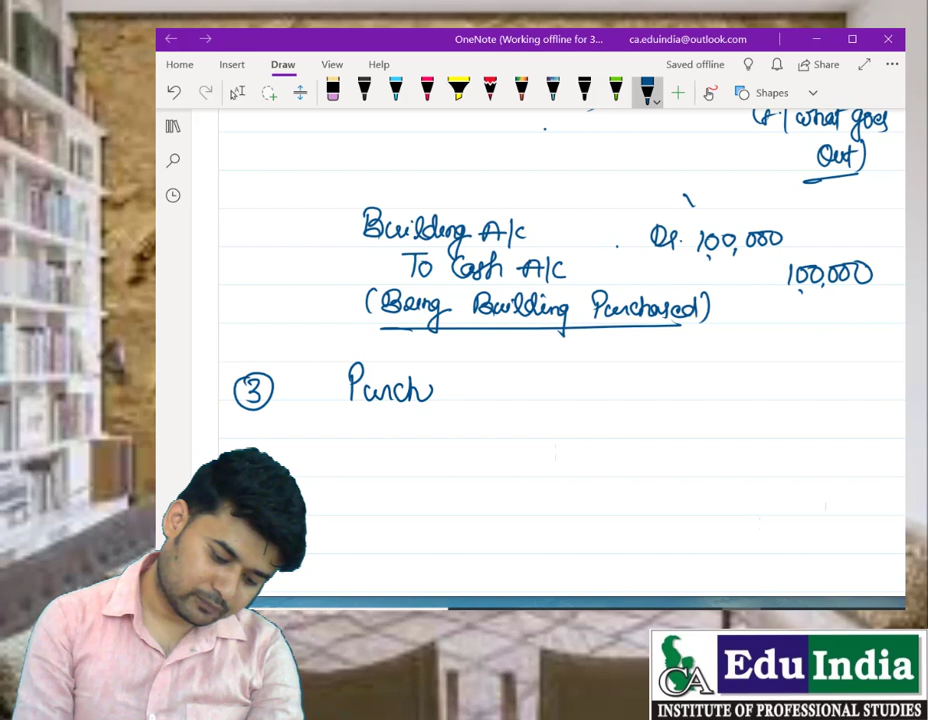 OneNote (Working offline for 3...
ca.eduindia@outlook.com
Home Insert Draw View Help
Saved offline
Share
Shapes
what goes
Out)
Building A/c Dr. 100,000
To Cash A/c 100,000
(Being Building Purchased)
3 Purch
CA
Edu India
INSTITUTE OF PROFESSIONAL STUDIES